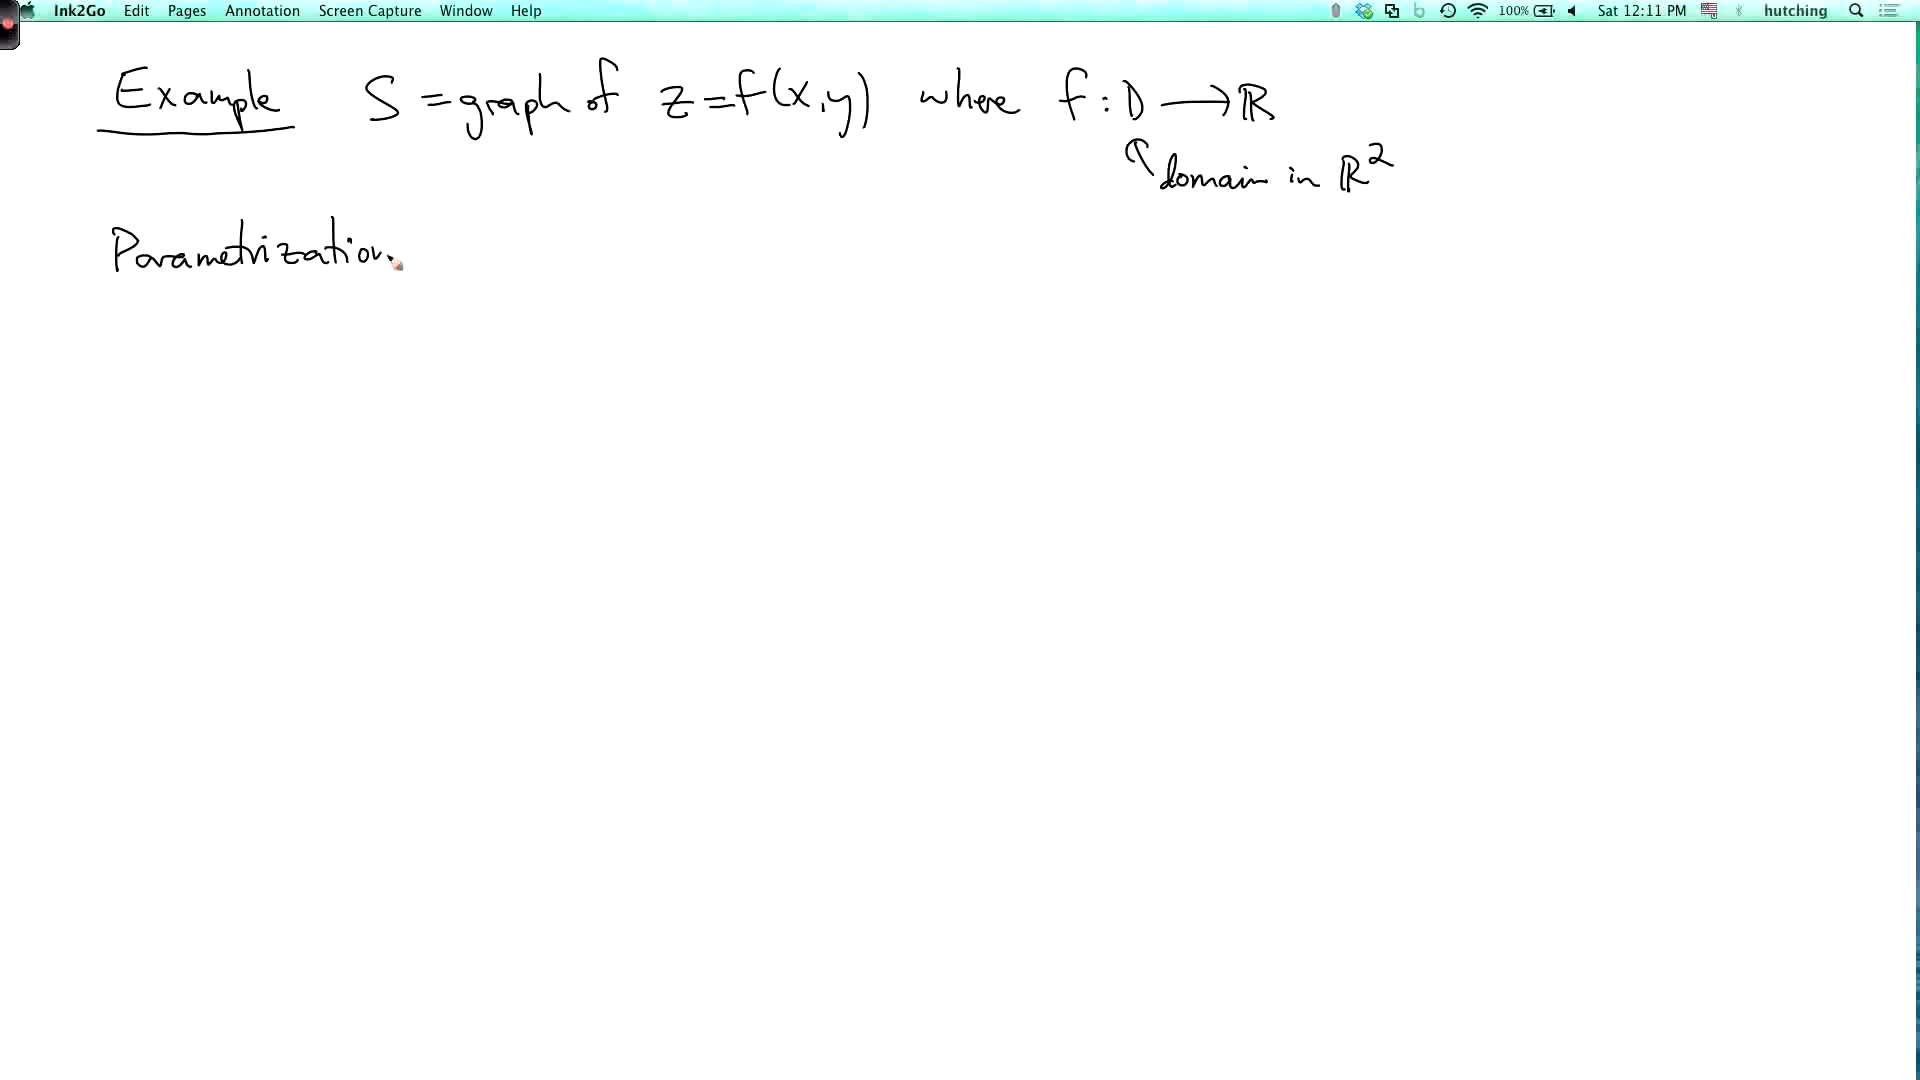 Ink2Go Edit Pages Annotation Screen Capture Window Help 100% Sat 12:11 PM hutching
Example S = graph of z=f(x,y) where f:D⟶ℝ
domain in ℝ²
Parametrization